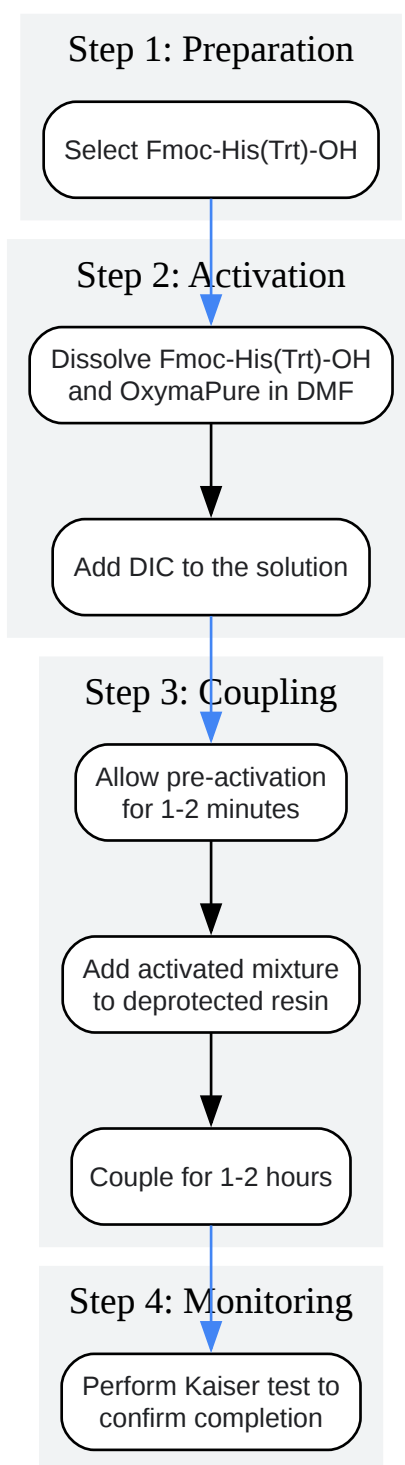 Step 1: Preparation
Select Fmoc-His(Trt)-OH
Step 2: Activation
Dissolve Fmoc-His(Trt)-OH
and OxymaPure in DMF
Add DIC to the solution
Step 3: Coupling
Allow pre-activation
for 1-2 minutes
Add activated mixture
to deprotected resin
Couple for 1-2 hours
Step 4: Monitoring
Perform Kaiser test to
confirm completion